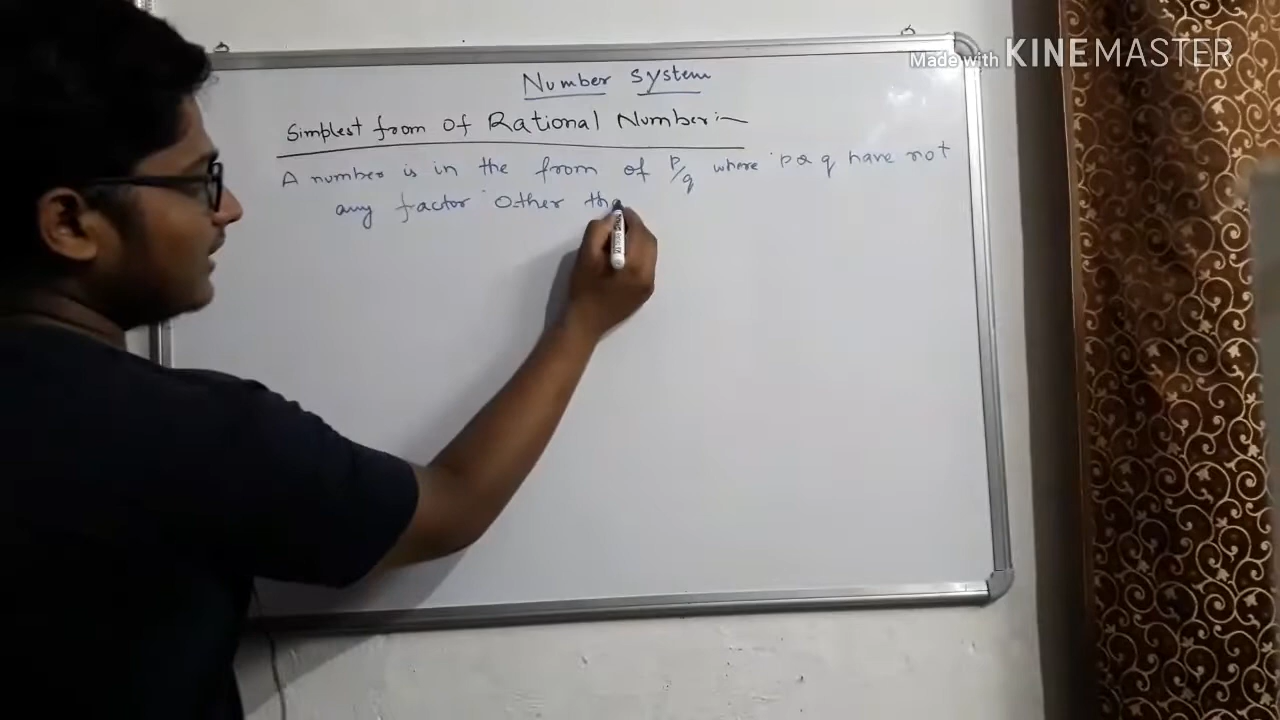 Made with KINEMASTER
Number system
Simplest from of Rational Number:-
A number is in the from of p/q where p & q have not
any factor other tha